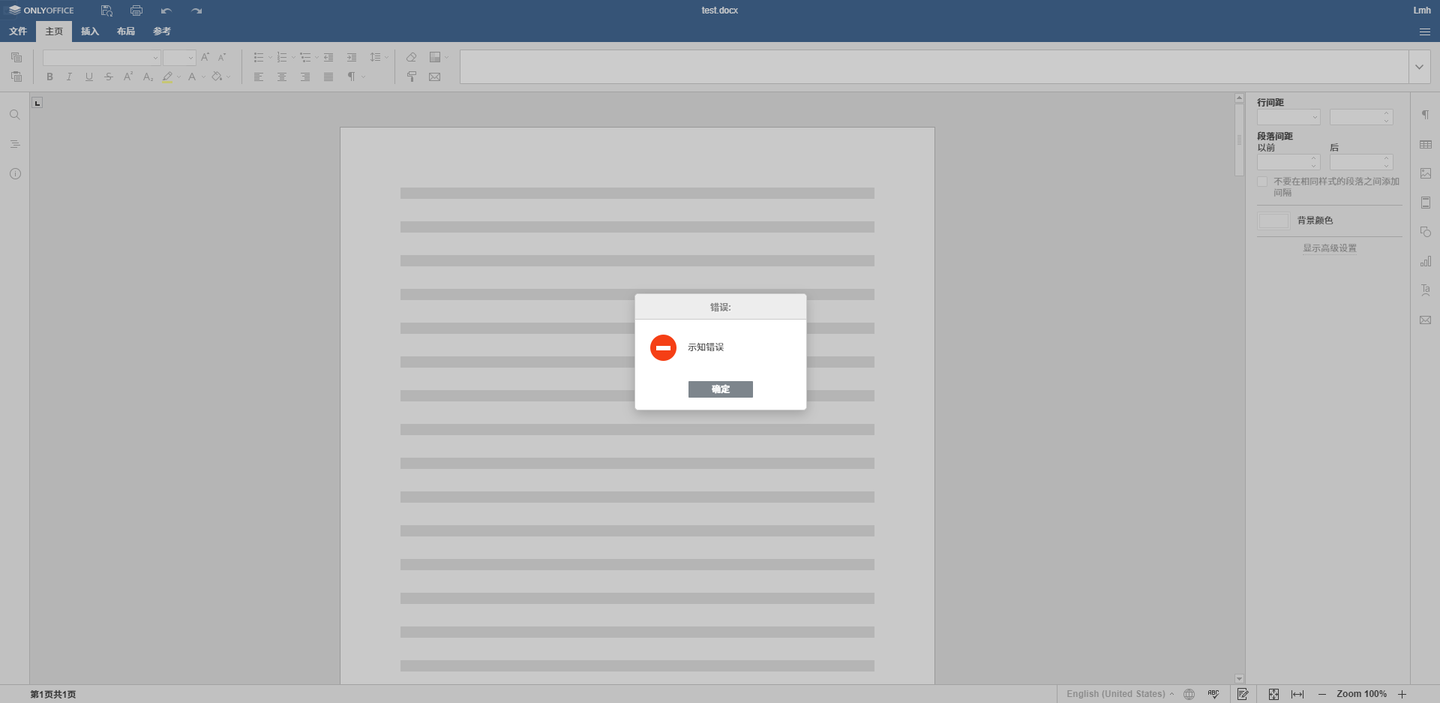 ONLYOFFICE
test.docx
Lmh
文件
主页
插入
布局
参考
行间距
段落间距
以前
后
不要在相同样式的段落之间添加
间隔
背景颜色
显示高级设置
错误:
示知错误
确定
第1页共1页
English (United States)
Zoom 100%